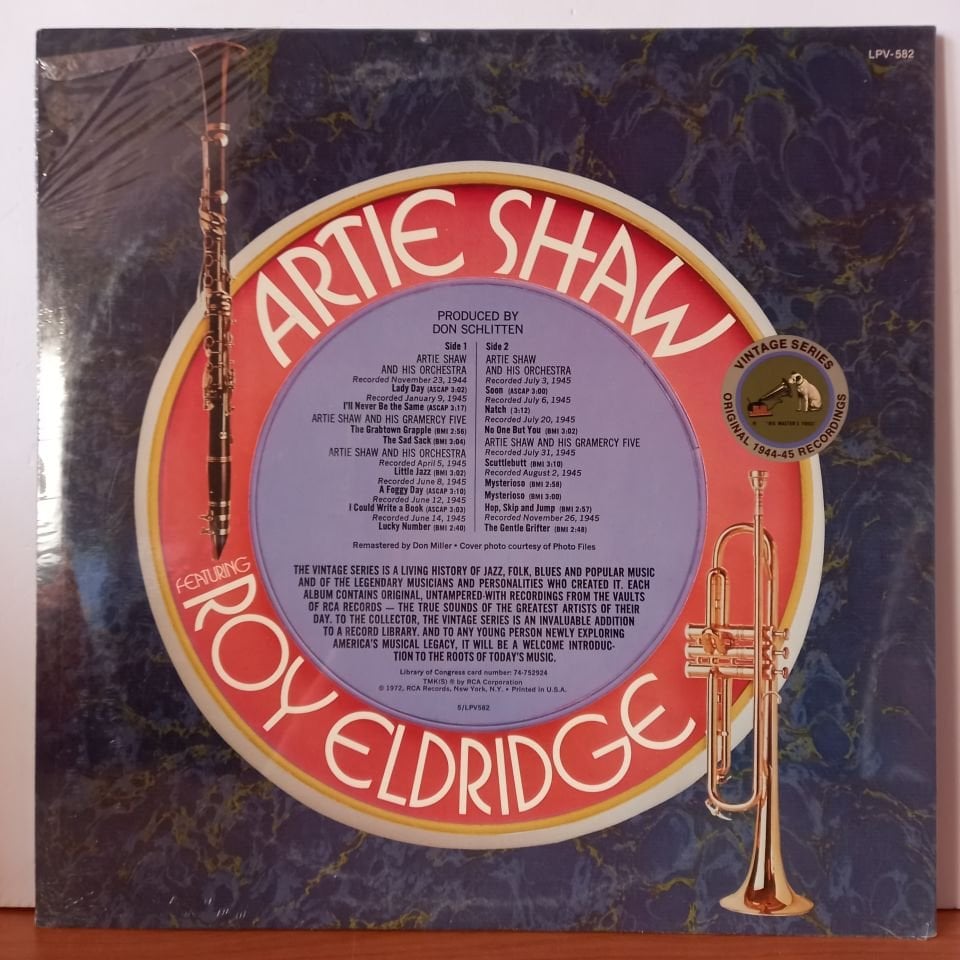 LPV-582
ARTIE SHAW
PRODUCED BY
DON SCHLITTEN
Side 1
ARTIE SHAW
AND HIS ORCHESTRA
Recorded November 23, 1944
Lady Day (ASCAP 3:02)
Recorded January 9, 1945
I'll Never Be the Same (ASCAP 3:17)
ARTIE SHAW AND HIS GRAMERCY FIVE
The Grabtown Grapple (BMI 2:56)
The Sad Sack (BMI 3:04)
ARTIE SHAW AND HIS ORCHESTRA
Recorded April 5, 1945
Little Jazz (BMI 3:02)
Recorded June 8, 1945
A Foggy Day (ASCAP 3:10)
Recorded June 12, 1945
I Could Write a Book (ASCAP 3:03)
Recorded June 14, 1945
Lucky Number (BMI 2:40)
Side 2
ARTIE SHAW
AND HIS ORCHESTRA
Recorded July 3, 1945
Soon (ASCAP 3:00)
Recorded July 6, 1945
Natch (3:12)
Recorded July 20, 1945
No One But You (BMI 3:02)
ARTIE SHAW AND HIS GRAMERCY FIVE
Recorded July 31, 1945
Scuttlebutt (BMI 3:10)
Recorded August 2, 1945
Mysterioso (BMI 2:58)
Mysterioso (BMI 3:00)
Hop, Skip and Jump (BMI 2:57)
Recorded November 26, 1945
The Gentle Grifter (BMI 2:48)
Remastered by Don Miller • Cover photo courtesy of Photo Files
THE VINTAGE SERIES IS A LIVING HISTORY OF JAZZ, FOLK, BLUES AND POPULAR MUSIC
AND OF THE LEGENDARY MUSICIANS AND PERSONALITIES WHO CREATED IT. EACH
ALBUM CONTAINS ORIGINAL, UNTAMPERED-WITH RECORDINGS FROM THE VAULTS
OF RCA RECORDS — THE TRUE SOUNDS OF THE GREATEST ARTISTS OF THEIR
DAY. TO THE COLLECTOR, THE VINTAGE SERIES IS AN INVALUABLE ADDITION
TO A RECORD LIBRARY. AND TO ANY YOUNG PERSON NEWLY EXPLORING
AMERICA'S MUSICAL LEGACY, IT WILL BE A WELCOME INTRODUC-
TION TO THE ROOTS OF TODAY'S MUSIC.
Library of Congress card number: 74-752924
TMK(S) ® by RCA Corporation
© 1972, RCA Records, New York, N.Y. • Printed in U.S.A.
5/LPV582
VINTAGE SERIES
"HIS MASTER'S VOICE"
ORIGINAL 1944-45 RECORDINGS
FEATURING
ROY ELDRIDGE